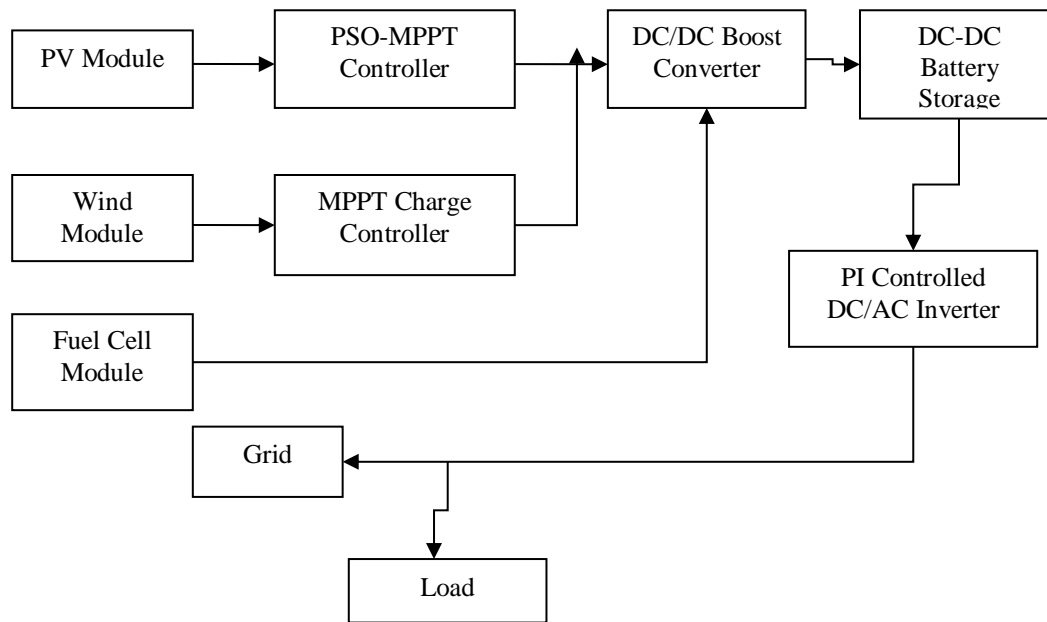 PV Module
PSO-MPPT
Controller
DC/DC Boost
Converter
DC-DC
Battery
Storage
Wind
Module
MPPT Charge
Controller
PI Controlled
DC/AC Inverter
Fuel Cell
Module
Grid
Load